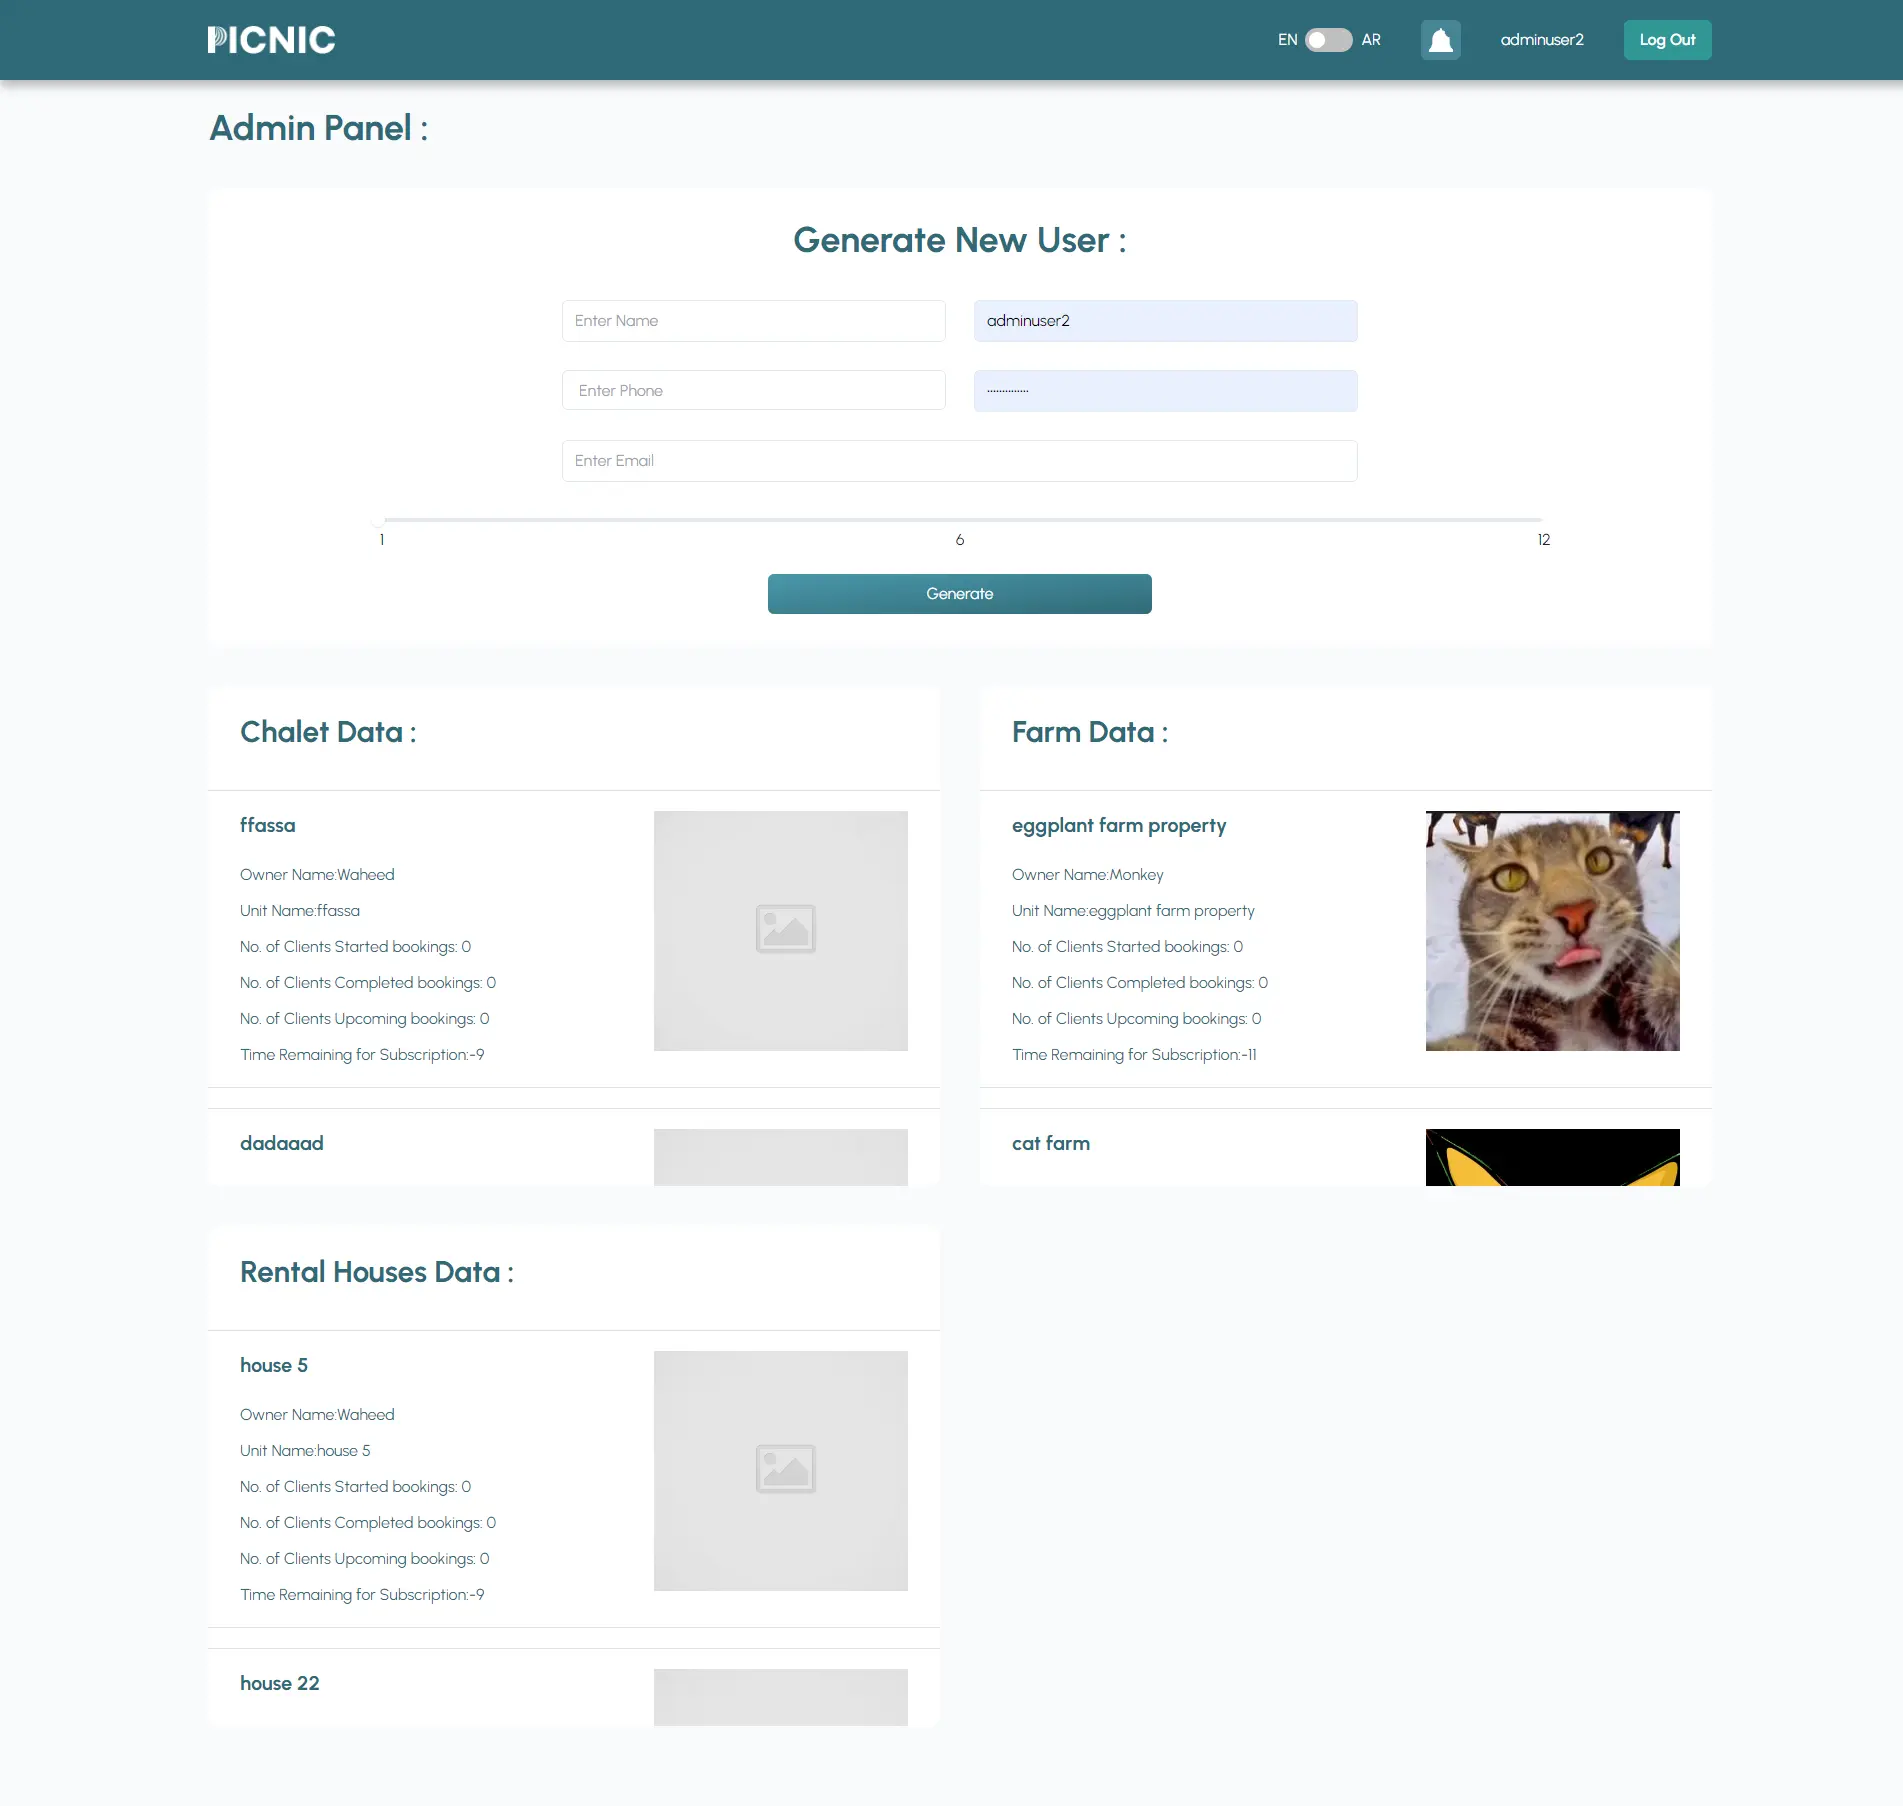 PICNIC
EN AR adminuser2 Log Out
Admin Panel :
Generate New User :
Enter Name adminuser2
Enter Phone ··············
Enter Email
1 6 12
Generate
Chalet Data :
ffassa
Owner Name:Waheed
Unit Name:ffassa
No. of Clients Started bookings: 0
No. of Clients Completed bookings: 0
No. of Clients Upcoming bookings: 0
Time Remaining for Subscription:-9
dadaaad
Farm Data :
eggplant farm property
Owner Name:Monkey
Unit Name:eggplant farm property
No. of Clients Started bookings: 0
No. of Clients Completed bookings: 0
No. of Clients Upcoming bookings: 0
Time Remaining for Subscription:-11
cat farm
Rental Houses Data :
house 5
Owner Name:Waheed
Unit Name:house 5
No. of Clients Started bookings: 0
No. of Clients Completed bookings: 0
No. of Clients Upcoming bookings: 0
Time Remaining for Subscription:-9
house 22